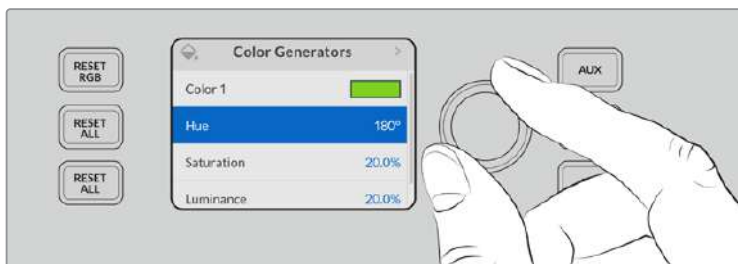 RESET
RGB
RESET
ALL
RESET
ALL
Color Generators >
Color 1
Hue 180°
Saturation 20.0%
Luminance 20.0%
AUX